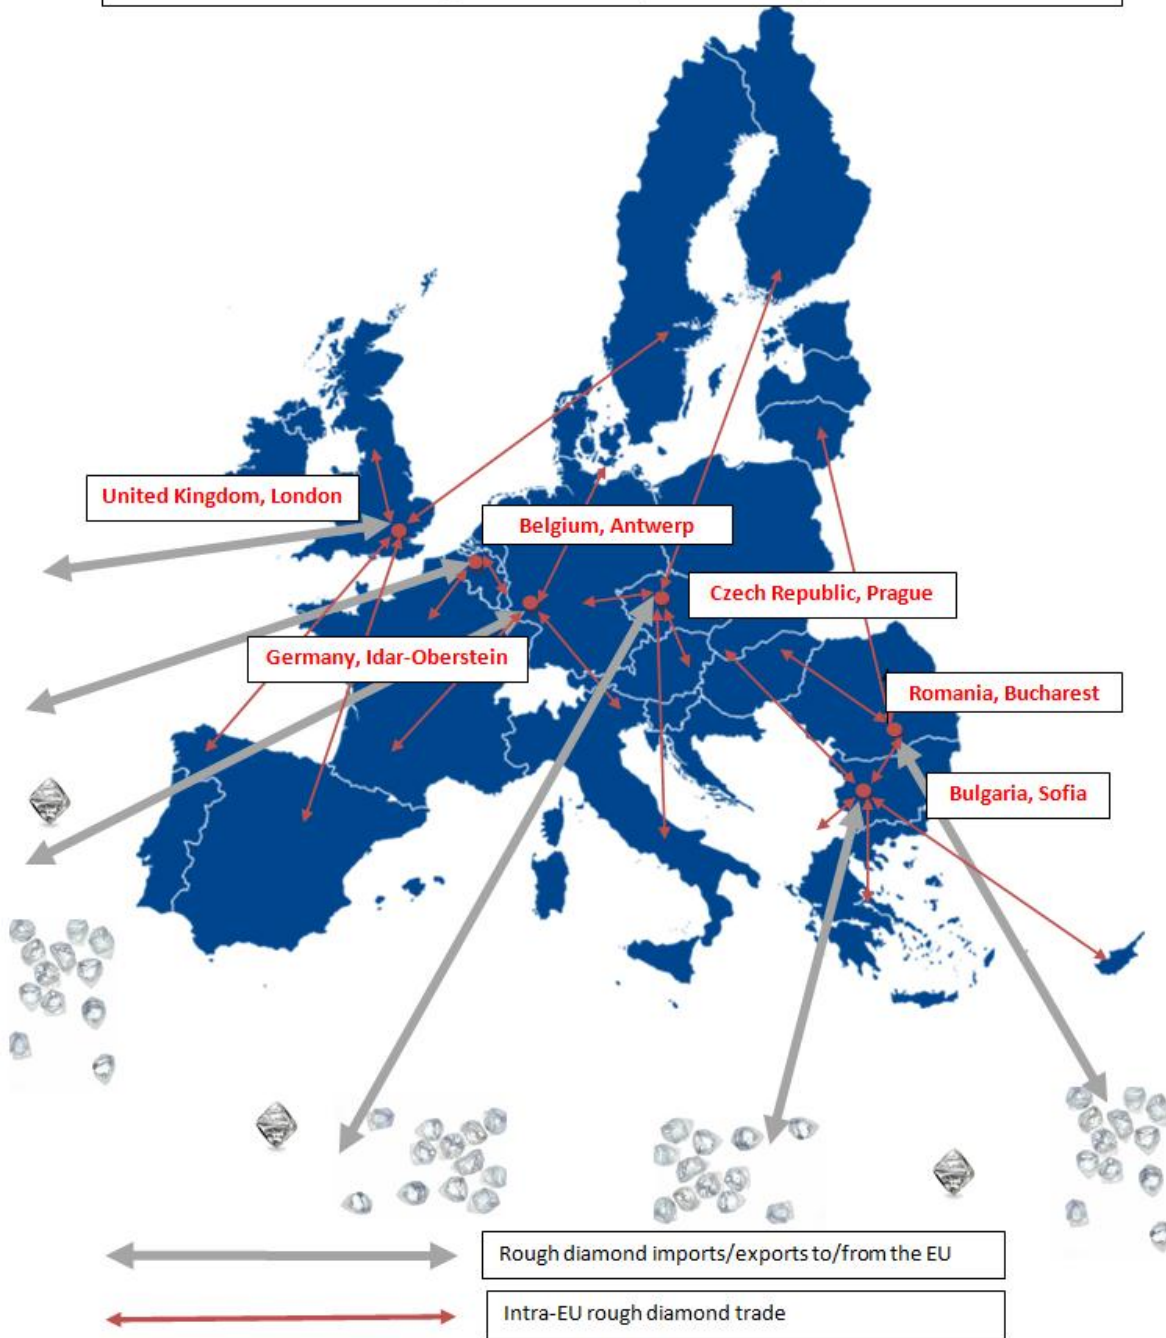 United Kingdom, London
Belgium, Antwerp
Czech Republic, Prague
Germany, Idar-Oberstein
Romania, Bucharest
Bulgaria, Sofia
Rough diamond imports/exports to/from the EU
Intra-EU rough diamond trade